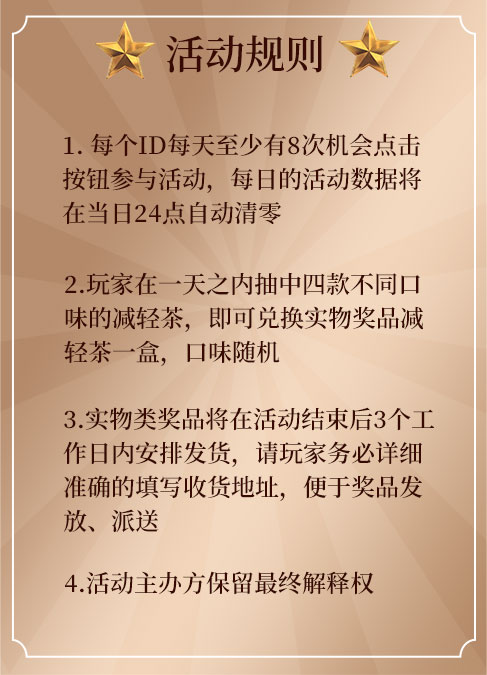 活动规则
1. 每个ID每天至少有8次机会点击
按钮参与活动，每日的活动数据将
在当日24点自动清零
2.玩家在一天之内抽中四款不同口
味的减轻茶，即可兑换实物奖品减
轻茶一盒，口味随机
3.实物类奖品将在活动结束后3个工
作日内安排发货，请玩家务必详细
准确的填写收货地址，便于奖品发
放、派送
4.活动主办方保留最终解释权